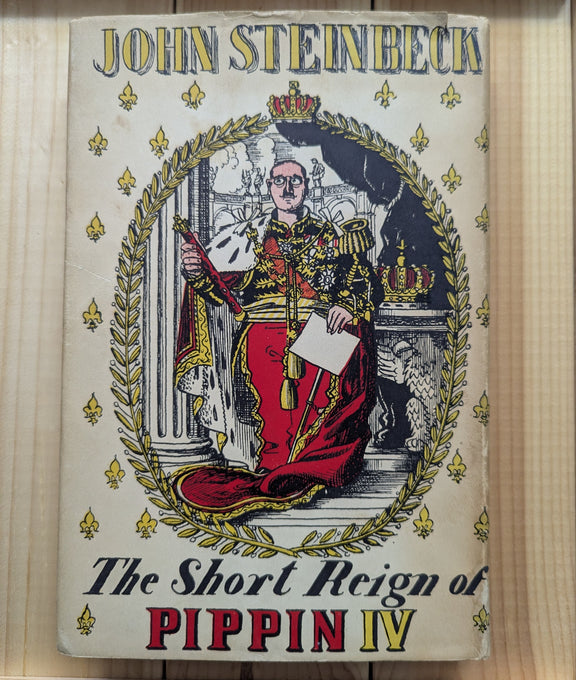 JOHN STEINBECK
The Short Reign of
PIPPIN IV